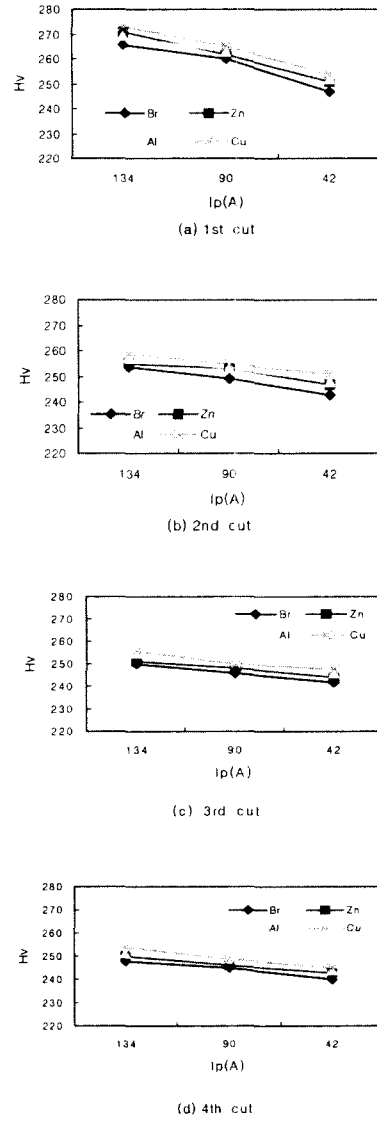 280
270
260
250
240
230
220
Hv
Br Zn
Al Cu
134 90 42
Ip(A)
(a) 1st cut
280
270
260
250
240
230
220
Hv
Br Zn
Al Cu
134 90 42
Ip(A)
(b) 2nd cut
280
270
260
250
240
230
220
Hv
Br Zn
Al Cu
134 90 42
Ip(A)
(c) 3rd cut
280
270
260
250
240
230
220
Hv
Br Zn
Al Cu
134 90 42
Ip(A)
(d) 4th cut